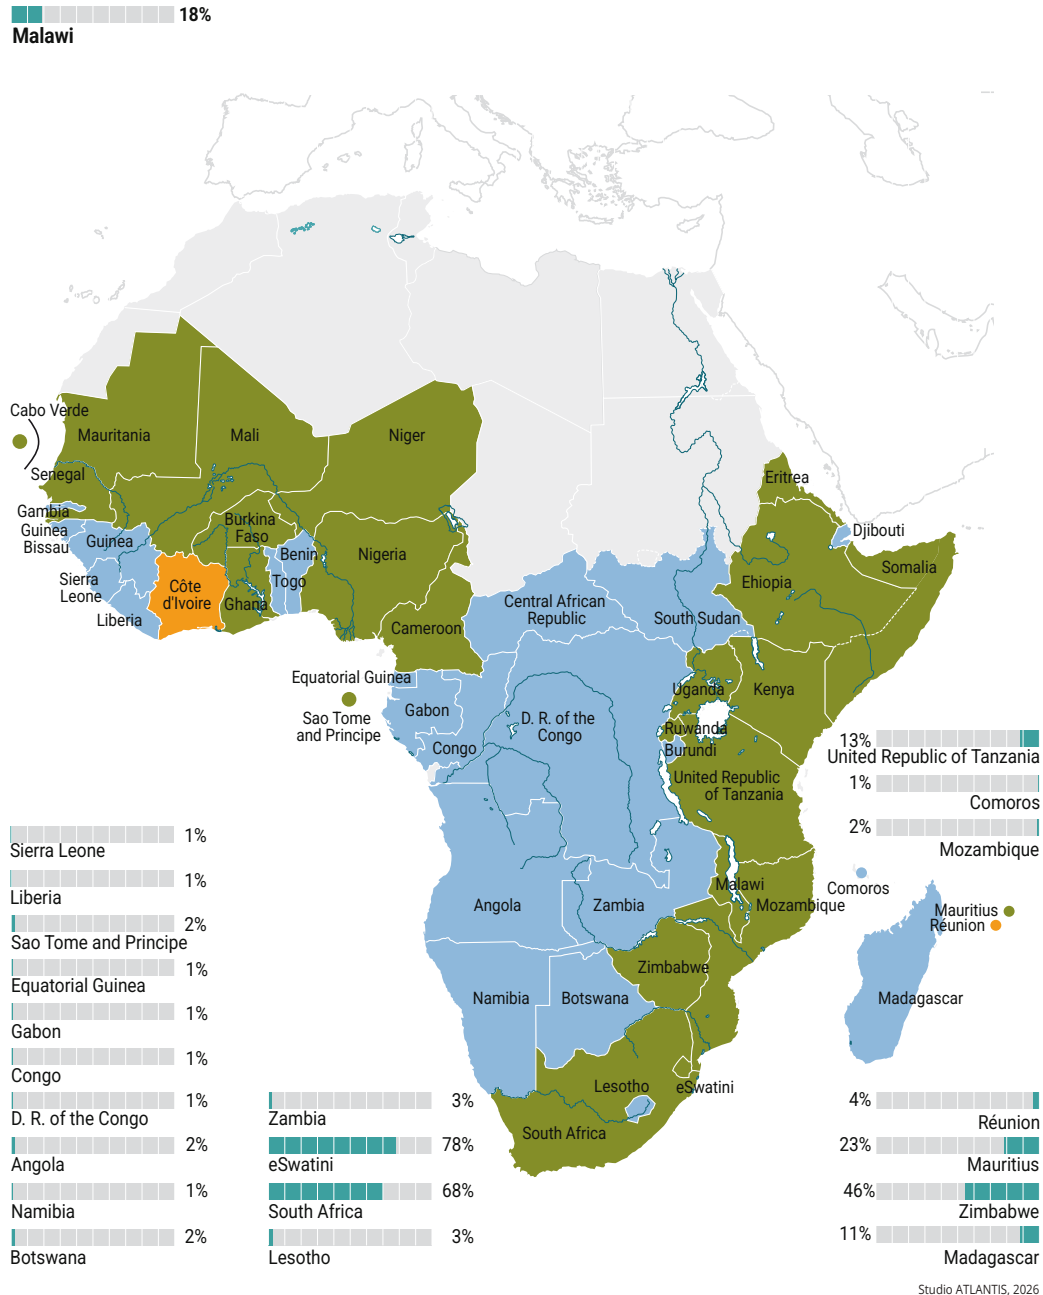 18%
Malawi
Cabo Verde
Mauritania
Mali
Niger
Senegal
Gambia
Guinea
Bissau
Guinea
Sierra
Leone
Liberia
Côte
d'Ivoire
Burkina
Faso
Ghana
Togo
Benin
Nigeria
Cameroon
Eritrea
Djibouti
Somalia
Ehiopia
Central African
Republic
South Sudan
Equatorial Guinea
Sao Tome
and Principe
Gabon
Congo
D. R. of the
Congo
Uganda
Kenya
Ruwanda
Burundi
United Republic
of Tanzania
Malawi
Mozambique
Angola
Zambia
Comoros
Mauritius
Réunion
Madagascar
Zimbabwe
Namibia
Botswana
Lesotho
eSwatini
South Africa
13%
United Republic of Tanzania
1%
Comoros
2%
Mozambique
1%
Sierra Leone
1%
Liberia
2%
Sao Tome and Principe
1%
Equatorial Guinea
1%
Gabon
1%
Congo
1%
D. R. of the Congo
2%
Angola
1%
Namibia
2%
Botswana
3%
Zambia
78%
eSwatini
68%
South Africa
3%
Lesotho
4%
Réunion
23%
Mauritius
46%
Zimbabwe
11%
Madagascar
Studio ATLANTIS, 2026